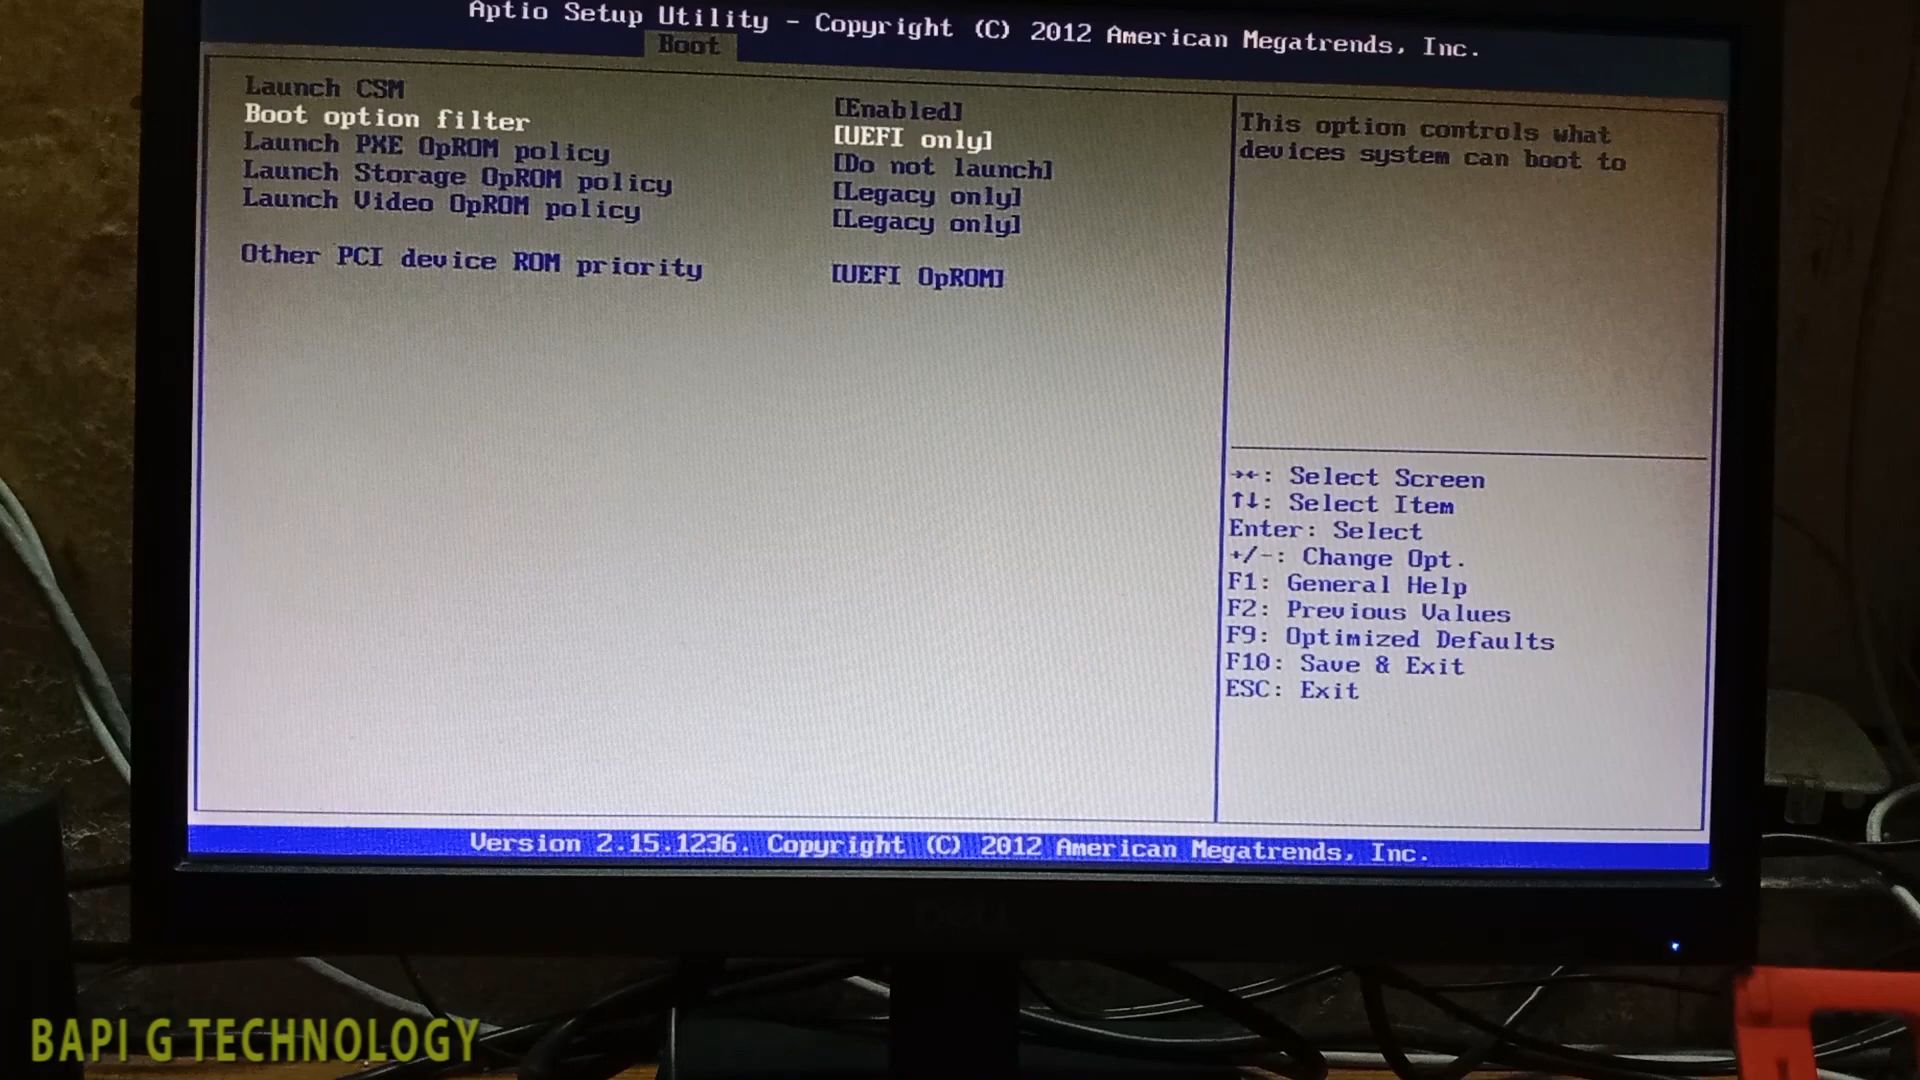 Aptio Setup Utility - Copyright (C) 2012 American Megatrends, Inc.
Boot
Launch CSM [Enabled]
Boot option filter [UEFI only]
Launch PXE OpROM policy [Do not launch]
Launch Storage OpROM policy [Legacy only]
Launch Video OpROM policy [Legacy only]
Other PCI device ROM priority [UEFI OpROM]
This option controls what
devices system can boot to
→←: Select Screen
↑↓: Select Item
Enter: Select
+/-: Change Opt.
F1: General Help
F2: Previous Values
F9: Optimized Defaults
F10: Save & Exit
ESC: Exit
Version 2.15.1236. Copyright (C) 2012 American Megatrends, Inc.
DELL
BAPI G TECHNOLOGY